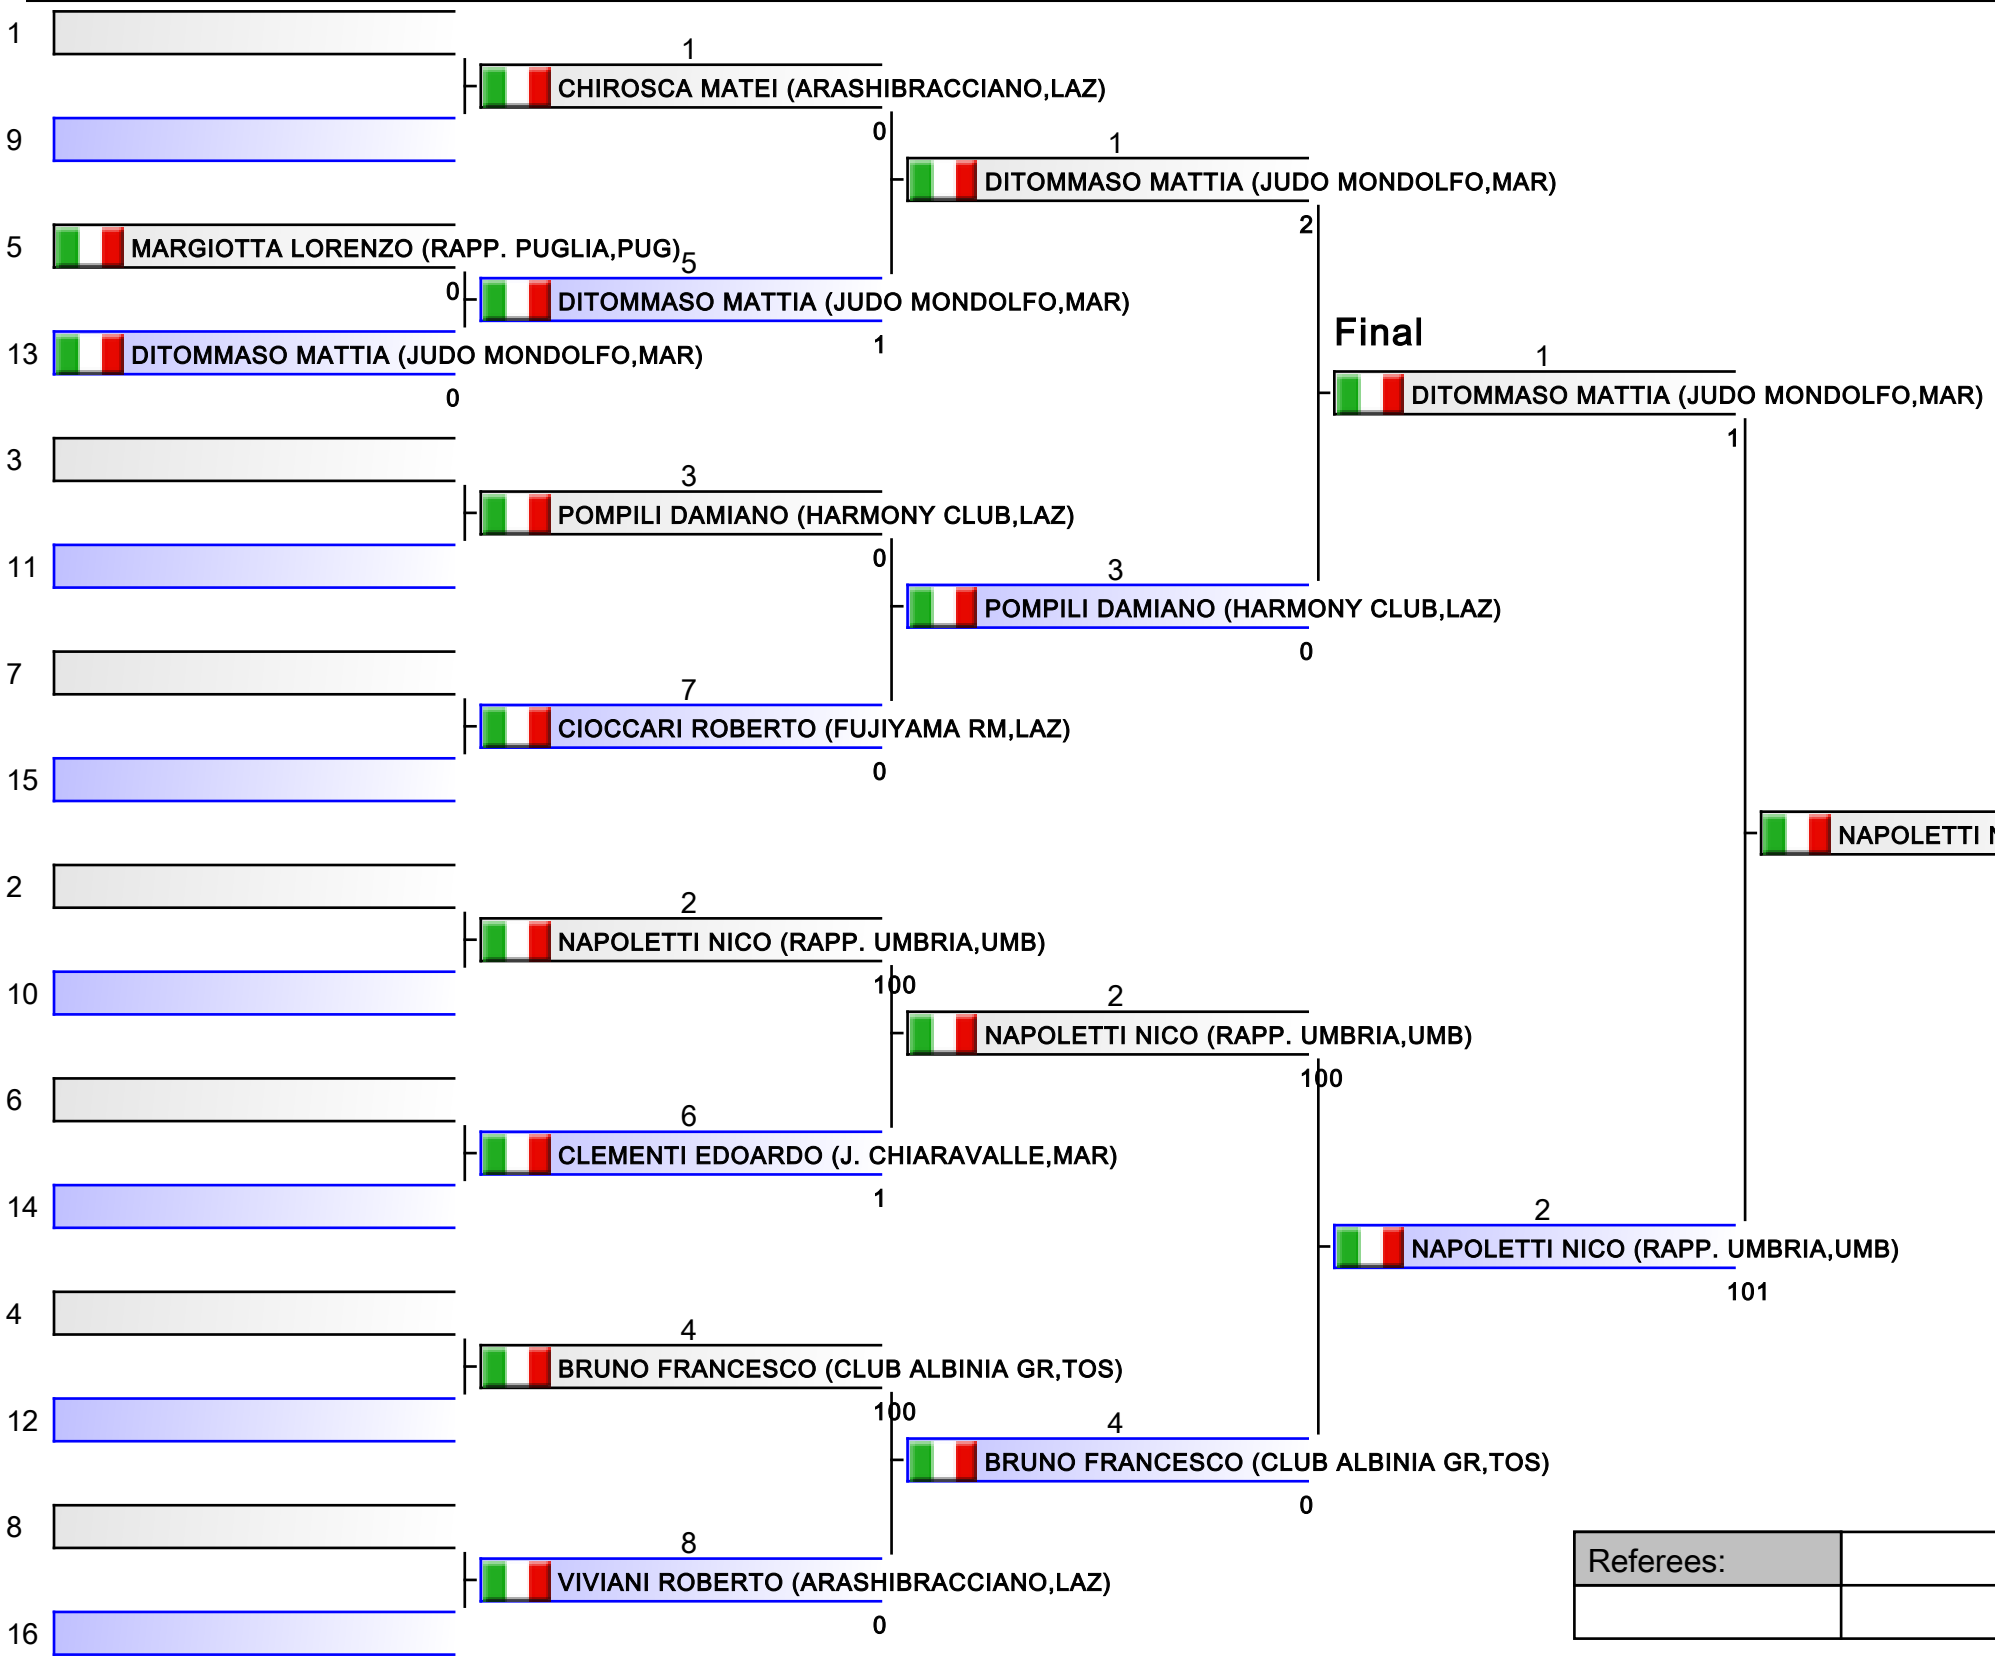 1
1
CHIROSCA MATEI (ARASHIBRACCIANO,LAZ)
0
9
1
DITOMMASO MATTIA (JUDO MONDOLFO,MAR)
2
5
MARGIOTTA LORENZO (RAPP. PUGLIA,PUG)
0
5
DITOMMASO MATTIA (JUDO MONDOLFO,MAR)
1
13
DITOMMASO MATTIA (JUDO MONDOLFO,MAR)
0
Final
1
DITOMMASO MATTIA (JUDO MONDOLFO,MAR)
1
3
3
POMPILI DAMIANO (HARMONY CLUB,LAZ)
0
11
3
POMPILI DAMIANO (HARMONY CLUB,LAZ)
0
7
7
CIOCCARI ROBERTO (FUJIYAMA RM,LAZ)
0
15
NAPOLETTI N
2
2
NAPOLETTI NICO (RAPP. UMBRIA,UMB)
100
10
2
NAPOLETTI NICO (RAPP. UMBRIA,UMB)
100
6
6
CLEMENTI EDOARDO (J. CHIARAVALLE,MAR)
1
14
2
NAPOLETTI NICO (RAPP. UMBRIA,UMB)
101
4
4
BRUNO FRANCESCO (CLUB ALBINIA GR,TOS)
100
12
4
BRUNO FRANCESCO (CLUB ALBINIA GR,TOS)
0
8
8
VIVIANI ROBERTO (ARASHIBRACCIANO,LAZ)
0
16
Referees: